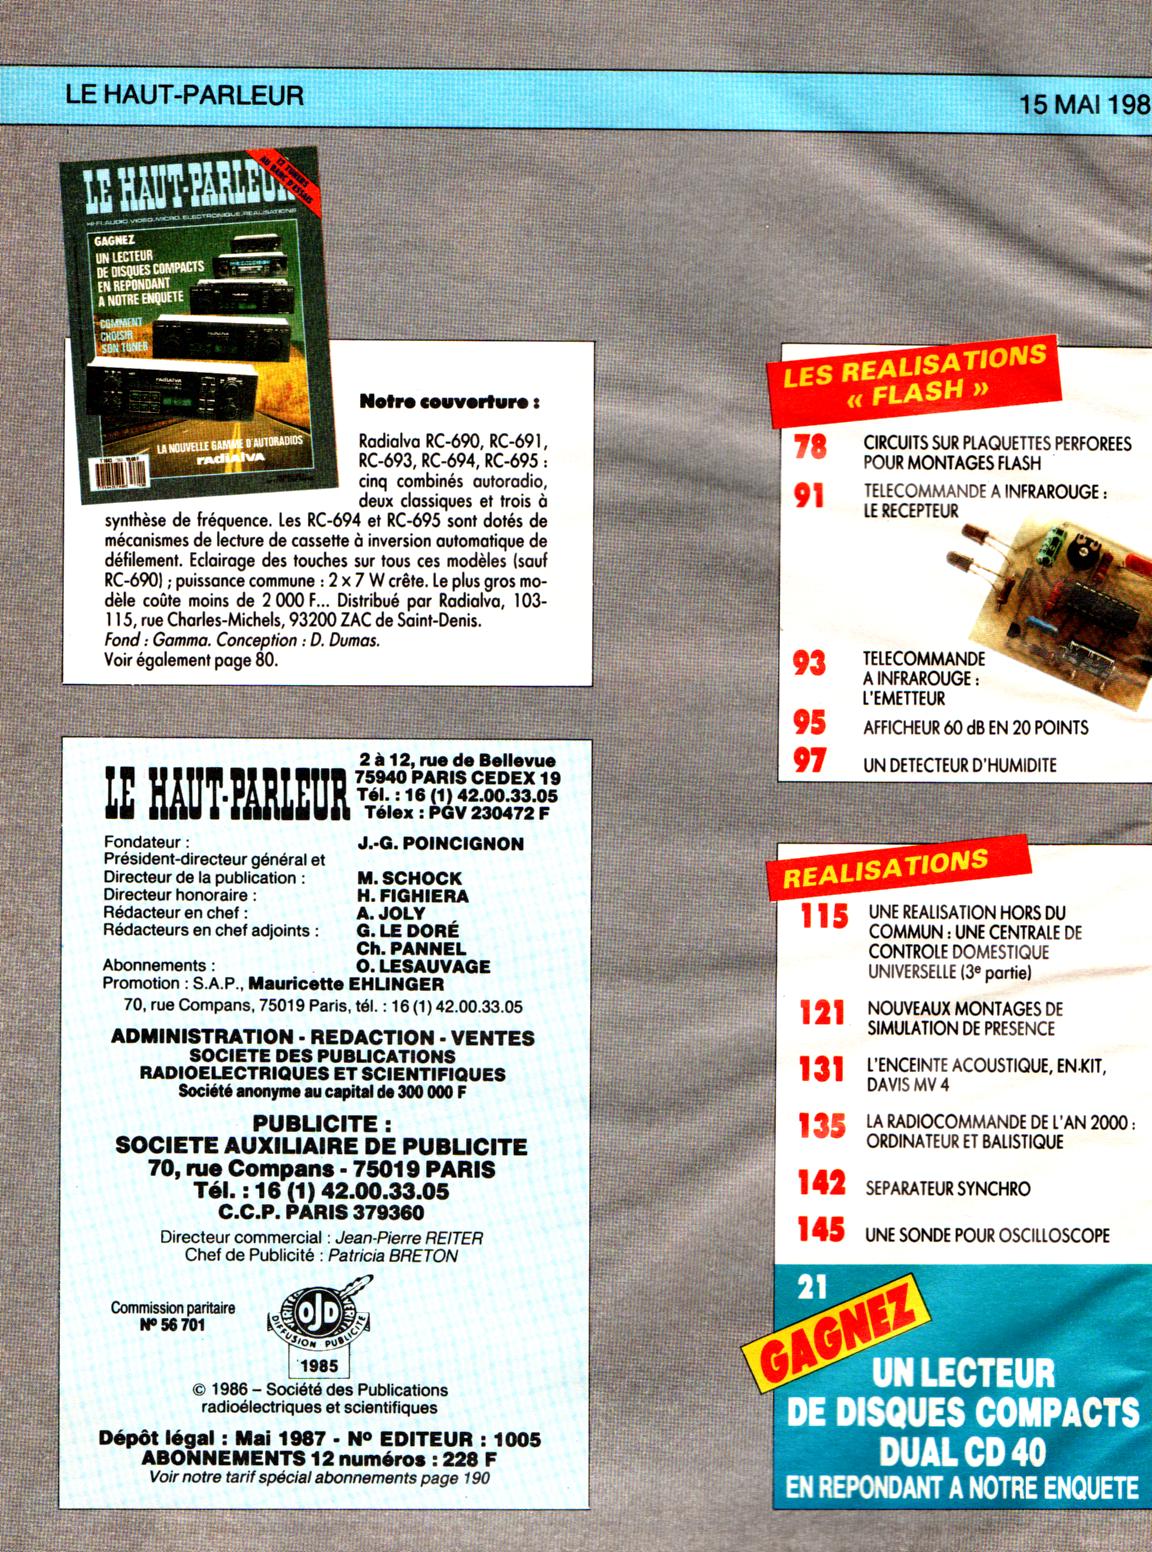 LE HAUT-PARLEUR
15 MAI 198
12 TUNERS
AU BANC D'ESSAIS
LE HAUT-PARLEUR
HI-FI, AUDIO, VIDEO, MICRO, ELECTRONIQUE, REALISATIONS
GAGNEZ
UN LECTEUR
DE DISQUES COMPACTS
EN REPONDANT
A NOTRE ENQUETE
COMMENT
CHOISIR
SON TUNER
radialva
LA NOUVELLE GAMME D'AUTORADIOS
radialva
Notre couverture :
Radialva RC-690, RC-691,
RC-693, RC-694, RC-695 :
cinq combinés autoradio,
deux classiques et trois à
synthèse de fréquence. Les RC-694 et RC-695 sont dotés de
mécanismes de lecture de cassette à inversion automatique de
défilement. Eclairage des touches sur tous ces modèles (sauf
RC-690) ; puissance commune : 2 × 7 W crête. Le plus gros mo-
dèle coûte moins de 2 000 F... Distribué par Radialva, 103-
115, rue Charles-Michels, 93200 ZAC de Saint-Denis.
Fond : Gamma. Conception : D. Dumas.
Voir également page 80.
LE HAUT-PARLEUR
2 à 12, rue de Bellevue
75940 PARIS CEDEX 19
Tél. : 16 (1) 42.00.33.05
Télex : PGV 230472 F
Fondateur : J.-G. POINCIGNON
Président-directeur général et
Directeur de la publication : M. SCHOCK
Directeur honoraire : H. FIGHIERA
Rédacteur en chef : A. JOLY
Rédacteurs en chef adjoints : G. LE DORÉ
Ch. PANNEL
Abonnements : O. LESAUVAGE
Promotion : S.A.P., Mauricette EHLINGER
70, rue Compans, 75019 Paris, tél. : 16 (1) 42.00.33.05
ADMINISTRATION - REDACTION - VENTES
SOCIETE DES PUBLICATIONS
RADIOELECTRIQUES ET SCIENTIFIQUES
Société anonyme au capital de 300 000 F
PUBLICITE :
SOCIETE AUXILIAIRE DE PUBLICITE
70, rue Compans - 75019 PARIS
Tél. : 16 (1) 42.00.33.05
C.C.P. PARIS 379360
Directeur commercial : Jean-Pierre REITER
Chef de Publicité : Patricia BRETON
Commission paritaire
Nº 56 701
OJD
DIFFUSION PUBLICITE
1985
© 1986 – Société des Publications
radioélectriques et scientifiques
Dépôt légal : Mai 1987 - Nº EDITEUR : 1005
ABONNEMENTS 12 numéros : 228 F
Voir notre tarif spécial abonnements page 190
LES REALISATIONS
« FLASH »
78 CIRCUITS SUR PLAQUETTES PERFOREES
POUR MONTAGES FLASH
91 TELECOMMANDE A INFRAROUGE :
LE RECEPTEUR
93 TELECOMMANDE
A INFRAROUGE :
L'EMETTEUR
95 AFFICHEUR 60 dB EN 20 POINTS
97 UN DETECTEUR D'HUMIDITE
REALISATIONS
115 UNE REALISATION HORS DU
COMMUN : UNE CENTRALE DE
CONTROLE DOMESTIQUE
UNIVERSELLE (3e partie)
121 NOUVEAUX MONTAGES DE
SIMULATION DE PRESENCE
131 L'ENCEINTE ACOUSTIQUE, EN KIT,
DAVIS MV 4
135 LA RADIOCOMMANDE DE L'AN 2000 :
ORDINATEUR ET BALISTIQUE
142 SEPARATEUR SYNCHRO
145 UNE SONDE POUR OSCILLOSCOPE
21
GAGNEZ
UN LECTEUR
DE DISQUES COMPACTS
DUAL CD 40
EN REPONDANT A NOTRE ENQUETE